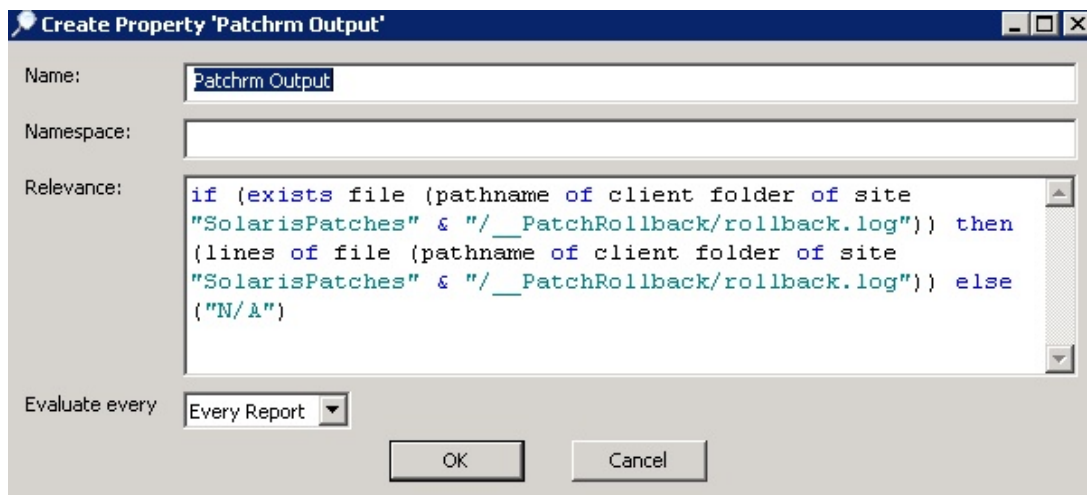 Create Property 'Patchrm Output'
Name:
Patchrm Output
Namespace:
Relevance:
if (exists file (pathname of client folder of site
"SolarisPatches" & "/__PatchRollback/rollback.log")) then
(lines of file (pathname of client folder of site
"SolarisPatches" & "/__PatchRollback/rollback.log")) else
("N/A")
Evaluate every
Every Report
OK
Cancel